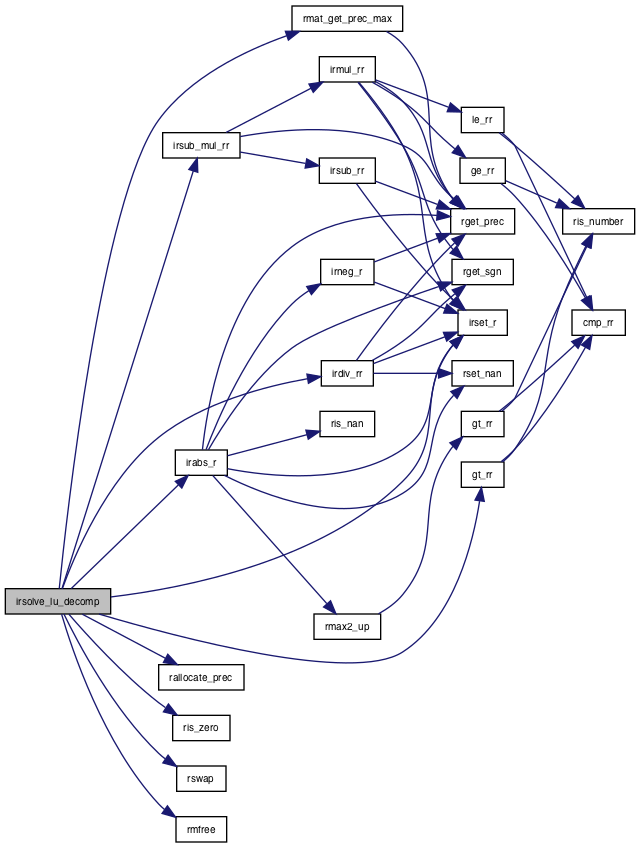 rmat_get_prec_max
irmul_rr
le_rr
irsub_mul_rr
irsub_rr
ge_rr
rget_prec
ris_number
irneg_r
rget_sgn
irset_r
cmp_rr
irdiv_rr
rset_nan
ris_nan
gt_rr
irabs_r
gt_rr
irsolve_lu_decomp
rmax2_up
rallocate_prec
ris_zero
rswap
rmfree